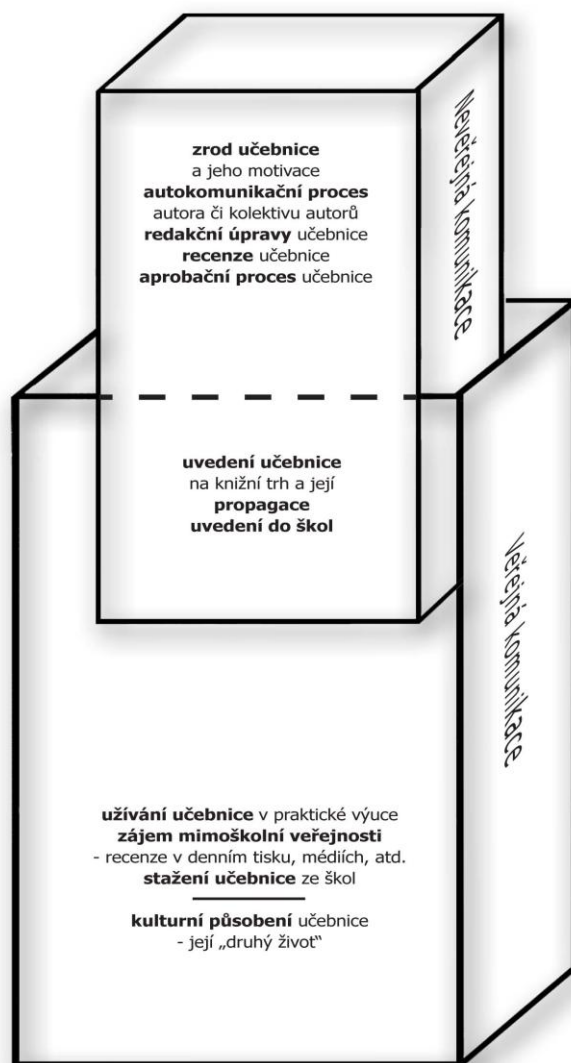 zrod učebnice
a jeho motivace
autokomunikační proces
autora či kolektivu autorů
redakční úpravy učebnice
recenze učebnice
aprobační proces učebnice
Neveřejná komunikace
uvedení učebnice
na knižní trh a její
propagace
uvedení do škol
Veřejná komunikace
užívání učebnice v praktické výuce
zájem mimoškolní veřejnosti
- recenze v denním tisku, médiích, atd.
stažení učebnice ze škol
kulturní působení učebnice
- její „druhý život“